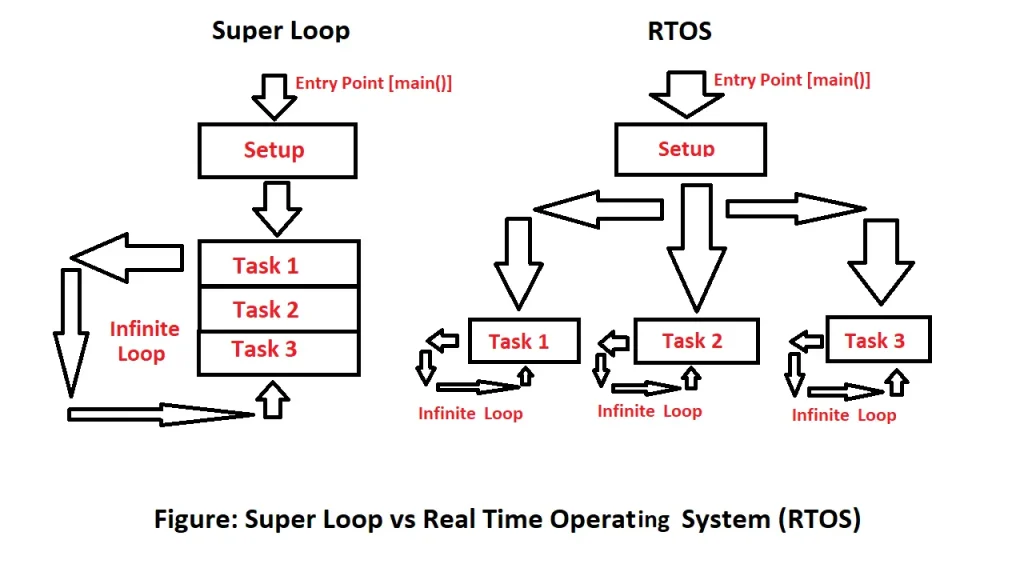 Super Loop
Entry Point [main()]
Setup
Task 1
Task 2
Task 3
Infinite
Loop
RTOS
Entry Point [main()]
Setup
Task 1
Infinite Loop
Task 2
Infinite Loop
Task 3
Infinite Loop
Figure: Super Loop vs Real Time Operating System (RTOS)